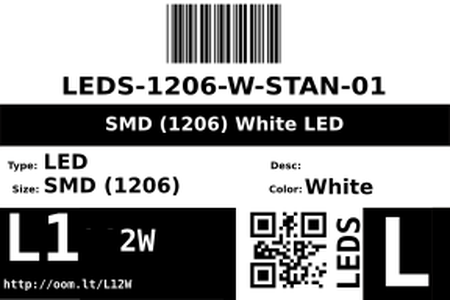 LEDS-1206-W-STAN-01
SMD (1206) White LED
Type: LED
Desc:
Size: SMD (1206)
Color: White
L1 2W
http://oom.lt/L12W
LEDS
L